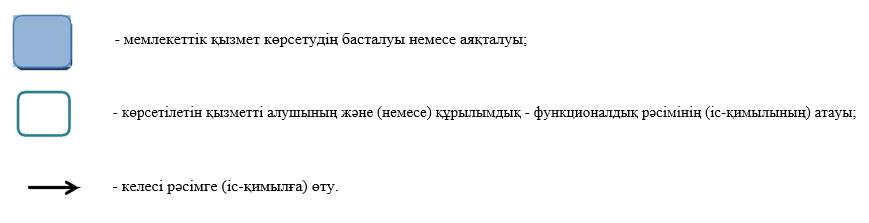 - мемлекеттік қызмет көрсетудің басталуы немесе аяқталуы;
- көрсетілетін қызметті алушының және (немесе) құрылымдық - функционалдық рәсімінің (іс-қимылының) атауы;
- келесі рәсімге (іс-қимылға) өту.